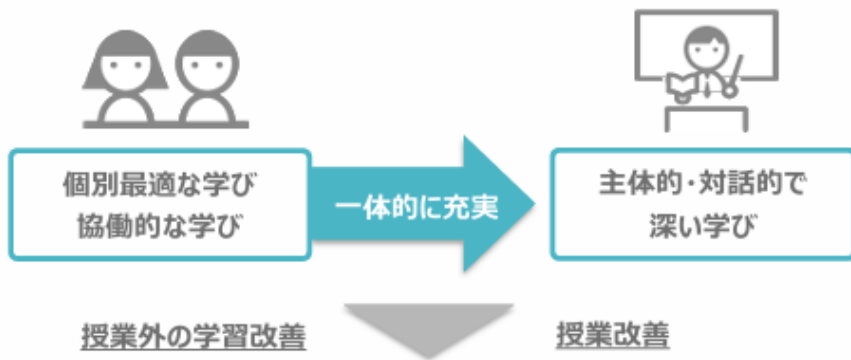 個別最適な学び
協働的な学び
一体的に充実
主体的・対話的で
深い学び
授業外の学習改善
授業改善